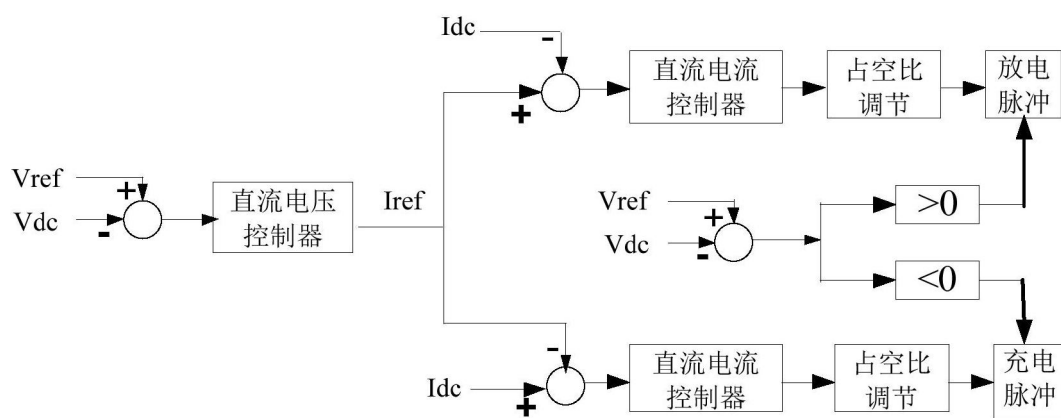 Idc
-
+
直流电流
控制器
占空比
调节
放电
脉冲
Vref
+
Vdc
-
直流电压
控制器
Iref
Vref
+
Vdc
-
>0
<0
-
Idc
+
直流电流
控制器
占空比
调节
充电
脉冲